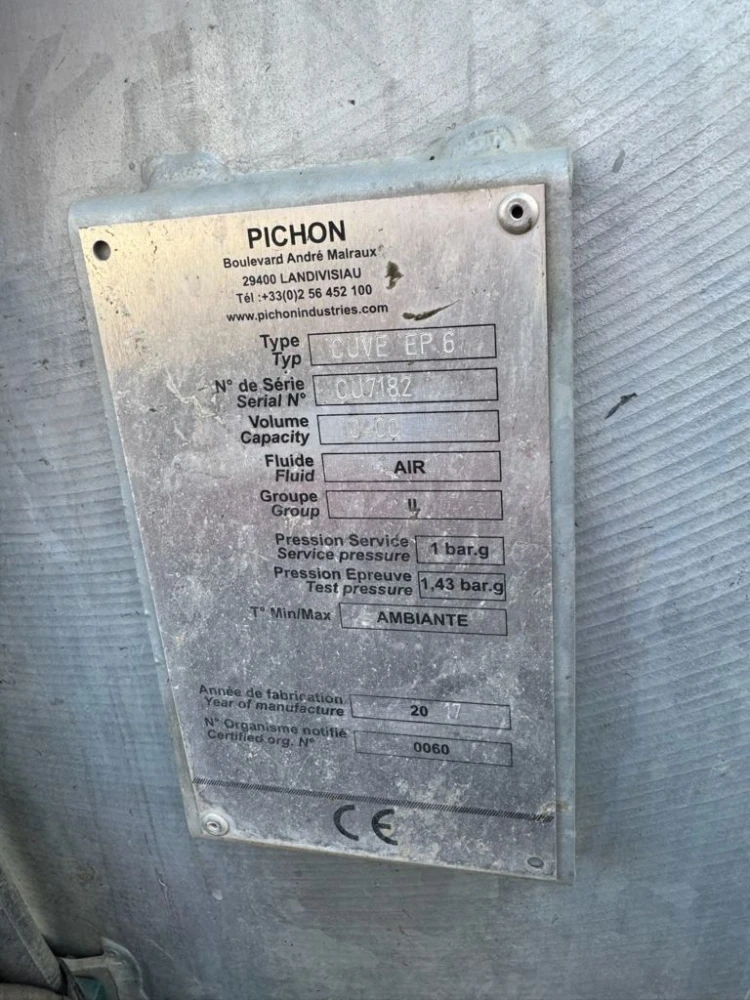 PICHON
Boulevard André Malraux
29400 LANDIVISIAU
Tél :+33(0)2 56 452 100
www.pichonindustries.com
Type CUVE EP.6
Typ
N° de Série CU7182
Serial N°
Volume
Capacity
Fluide AIR
Fluid
Groupe II
Group
Pression Service 1 bar.g
Service pressure
Pression Epreuve 1,43 bar.g
Test pressure
T° Min/Max AMBIANTE
Année de fabrication 20 17
Year of manufacture
N° Organisme notifié 0060
Certified org. N°
CE